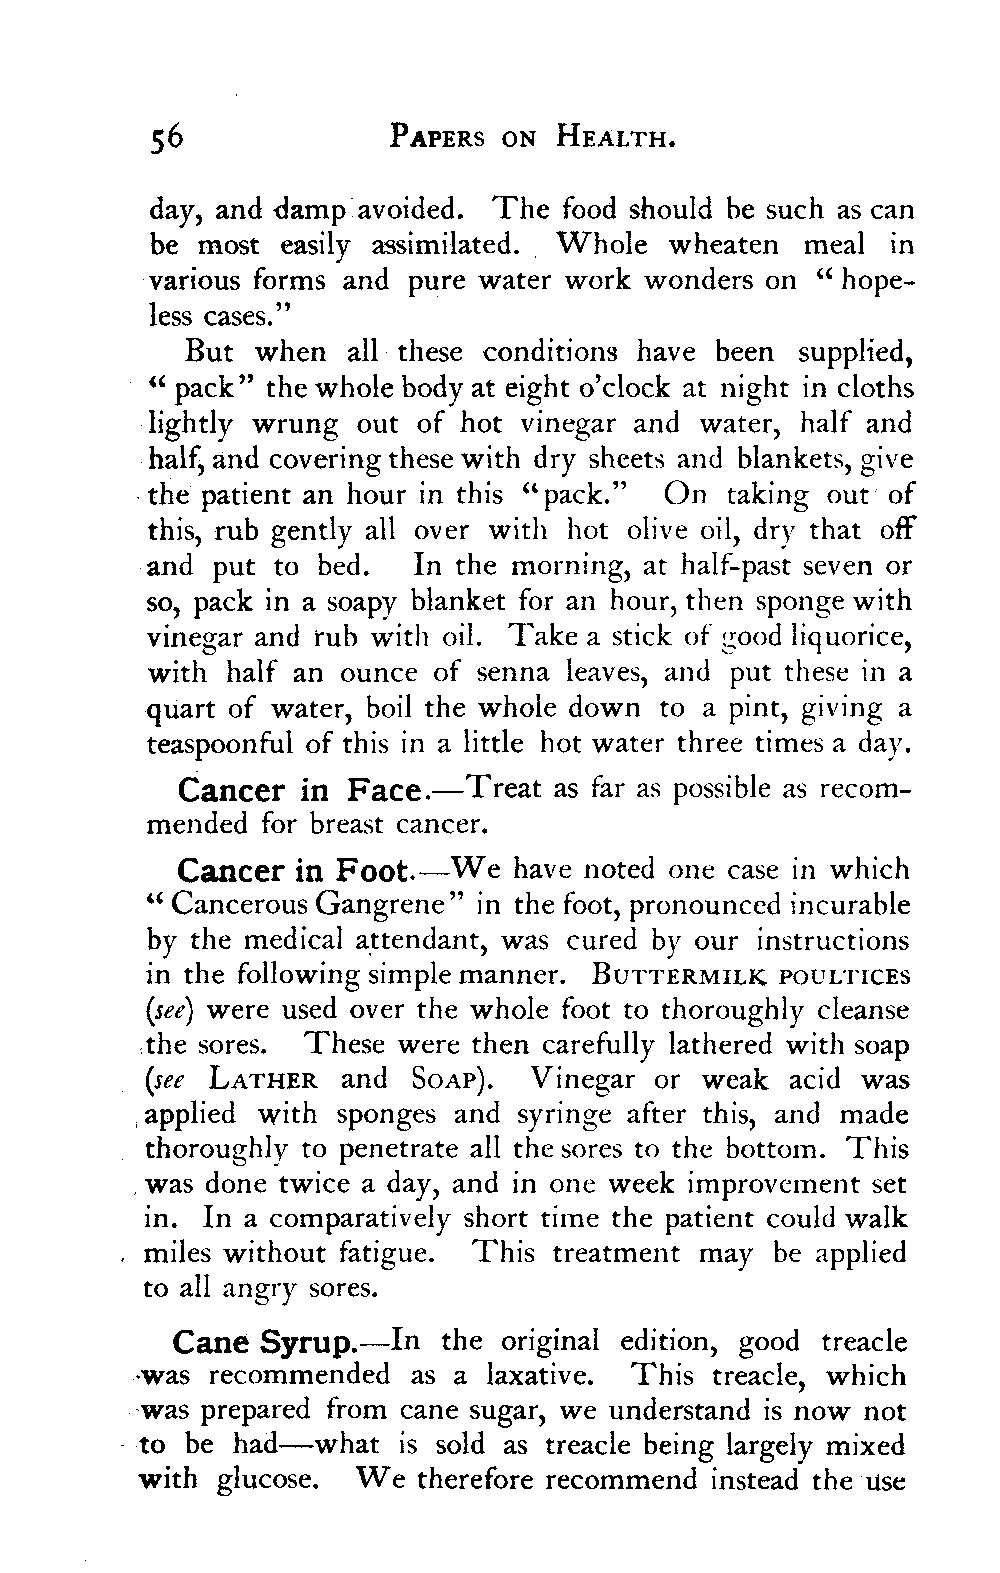 56 PAPERS ON HEALTH.
day, and damp avoided. The food should be such as can
be most easily assimilated. Whole wheaten meal in
various forms and pure water work wonders on “hope-
less cases.”
But when all these conditions have been supplied,
“pack” the whole body at eight o’clock at night in cloths
lightly wrung out of hot vinegar and water, half and
half, and covering these with dry sheets and blankets, give
the patient an hour in this “pack.” On taking out of
this, rub gently all over with hot olive oil, dry that off
and put to bed. In the morning, at half-past seven or
so, pack in a soapy blanket for an hour, then sponge with
vinegar and rub with oil. Take a stick of good liquorice,
with half an ounce of senna leaves, and put these in a
quart of water, boil the whole down to a pint, giving a
teaspoonful of this in a little hot water three times a day.
Cancer in Face.—Treat as far as possible as recom-
mended for breast cancer.
Cancer in Foot.—We have noted one case in which
“Cancerous Gangrene” in the foot, pronounced incurable
by the medical attendant, was cured by our instructions
in the following simple manner. BUTTERMILK POULTICES
(see) were used over the whole foot to thoroughly cleanse
the sores. These were then carefully lathered with soap
(see LATHER and SOAP). Vinegar or weak acid was
applied with sponges and syringe after this, and made
thoroughly to penetrate all the sores to the bottom. This
was done twice a day, and in one week improvement set
in. In a comparatively short time the patient could walk
miles without fatigue. This treatment may be applied
to all angry sores.
Cane Syrup.—In the original edition, good treacle
was recommended as a laxative. This treacle, which
was prepared from cane sugar, we understand is now not
to be had—what is sold as treacle being largely mixed
with glucose. We therefore recommend instead the use